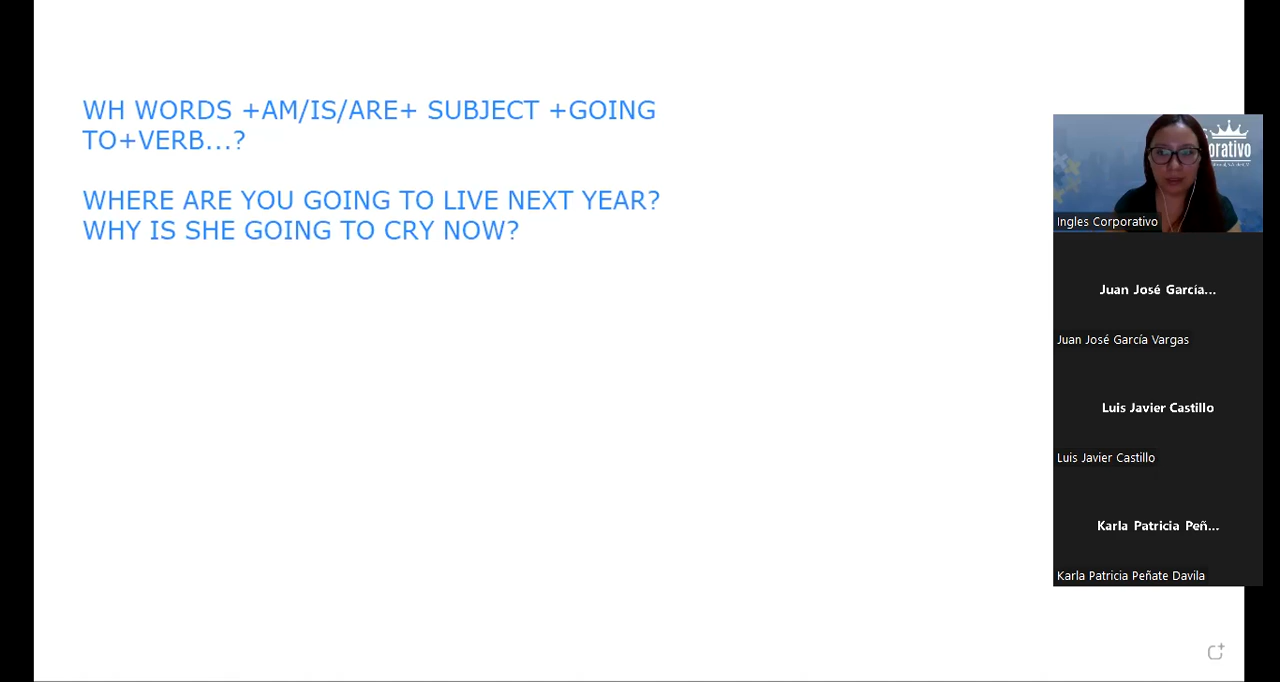 WH WORDS +AM/IS/ARE+ SUBJECT +GOING
TO+VERB...?
WHERE ARE YOU GOING TO LIVE NEXT YEAR?
WHY IS SHE GOING TO CRY NOW?
orativo
Ingles Corporativo
Juan José García...
Juan José García Vargas
Luis Javier Castillo
Luis Javier Castillo
Karla Patricia Peñ...
Karla Patricia Peñate Davila